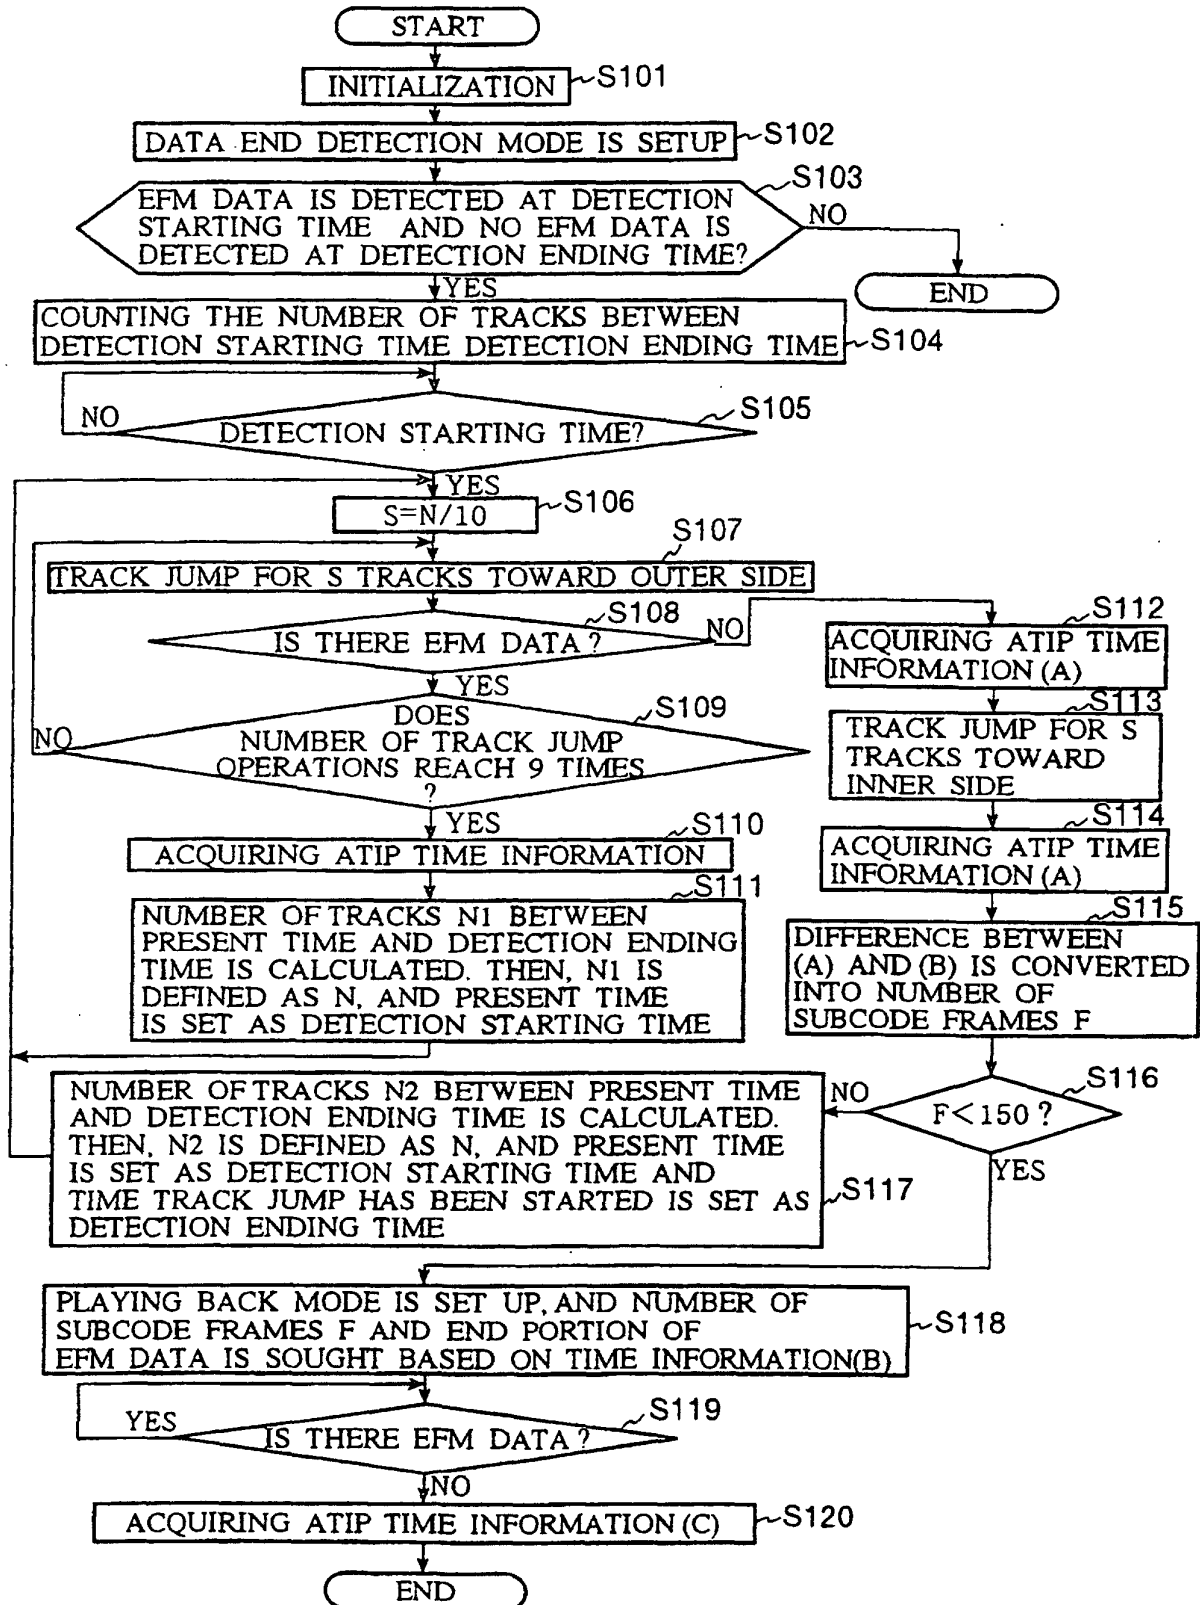 START
INITIALIZATION
S101
DATA END DETECTION MODE IS SETUP
S102
S103
EFM DATA IS DETECTED AT DETECTION
STARTING TIME AND NO EFM DATA IS
DETECTED AT DETECTION ENDING TIME?
NO
END
YES
COUNTING THE NUMBER OF TRACKS BETWEEN
DETECTION STARTING TIME DETECTION ENDING TIME
S104
NO
DETECTION STARTING TIME?
S105
YES
S=N/10
S106
S107
TRACK JUMP FOR S TRACKS TOWARD OUTER SIDE
S108
IS THERE EFM DATA?
NO
YES
S109
DOES
NUMBER OF TRACK JUMP
OPERATIONS REACH 9 TIMES
?
NO
YES
S110
ACQUIRING ATIP TIME INFORMATION
S111
NUMBER OF TRACKS N1 BETWEEN
PRESENT TIME AND DETECTION ENDING
TIME IS CALCULATED. THEN, N1 IS
DEFINED AS N, AND PRESENT TIME
IS SET AS DETECTION STARTING TIME
S112
ACQUIRING ATIP TIME
INFORMATION (A)
S113
TRACK JUMP FOR S
TRACKS TOWARD
INNER SIDE
S114
ACQUIRING ATIP TIME
INFORMATION (A)
S115
DIFFERENCE BETWEEN
(A) AND (B) IS CONVERTED
INTO NUMBER OF
SUBCODE FRAMES F
S116
F<150?
NO
YES
NUMBER OF TRACKS N2 BETWEEN PRESENT TIME
AND DETECTION ENDING TIME IS CALCULATED.
THEN, N2 IS DEFINED AS N, AND PRESENT TIME
IS SET AS DETECTION STARTING TIME AND
TIME TRACK JUMP HAS BEEN STARTED IS SET AS
DETECTION ENDING TIME
S117
PLAYING BACK MODE IS SET UP, AND NUMBER OF
SUBCODE FRAMES F AND END PORTION OF
EFM DATA IS SOUGHT BASED ON TIME INFORMATION(B)
S118
YES
IS THERE EFM DATA?
S119
NO
ACQUIRING ATIP TIME INFORMATION (C)
S120
END